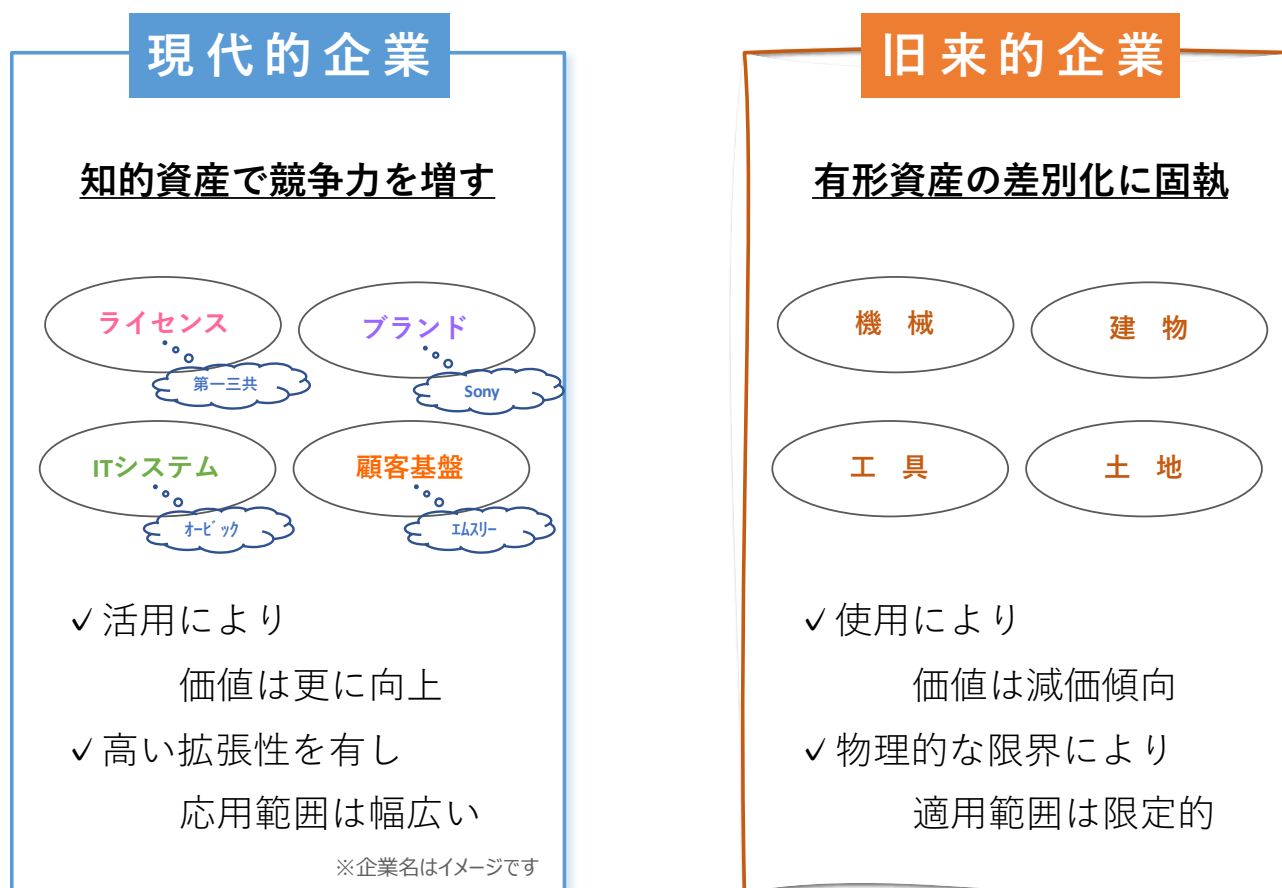 現代的企業
知的資産で競争力を増す
ライセンス
第一三共
ブランド
Sony
ITシステム
オービック
顧客基盤
エムスリー
✓活用により
価値は更に向上
✓高い拡張性を有し
応用範囲は幅広い
※企業名はイメージです
旧来的企業
有形資産の差別化に固執
機 械
建 物
工 具
土 地
✓使用により
価値は減価傾向
✓物理的な限界により
適用範囲は限定的